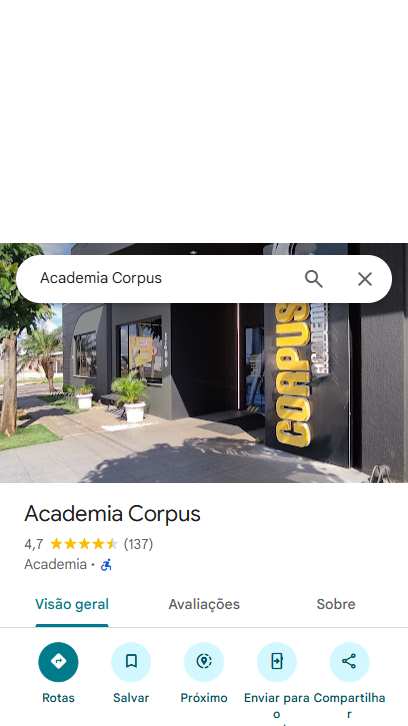 Academia Corpus
CORPUS
ACADEMIA
Academia Corpus
4,7 (137)
Academia •
Visão geral
Avaliações
Sobre
Rotas
Salvar
Próximo
Enviar para
o
Compartilha
r